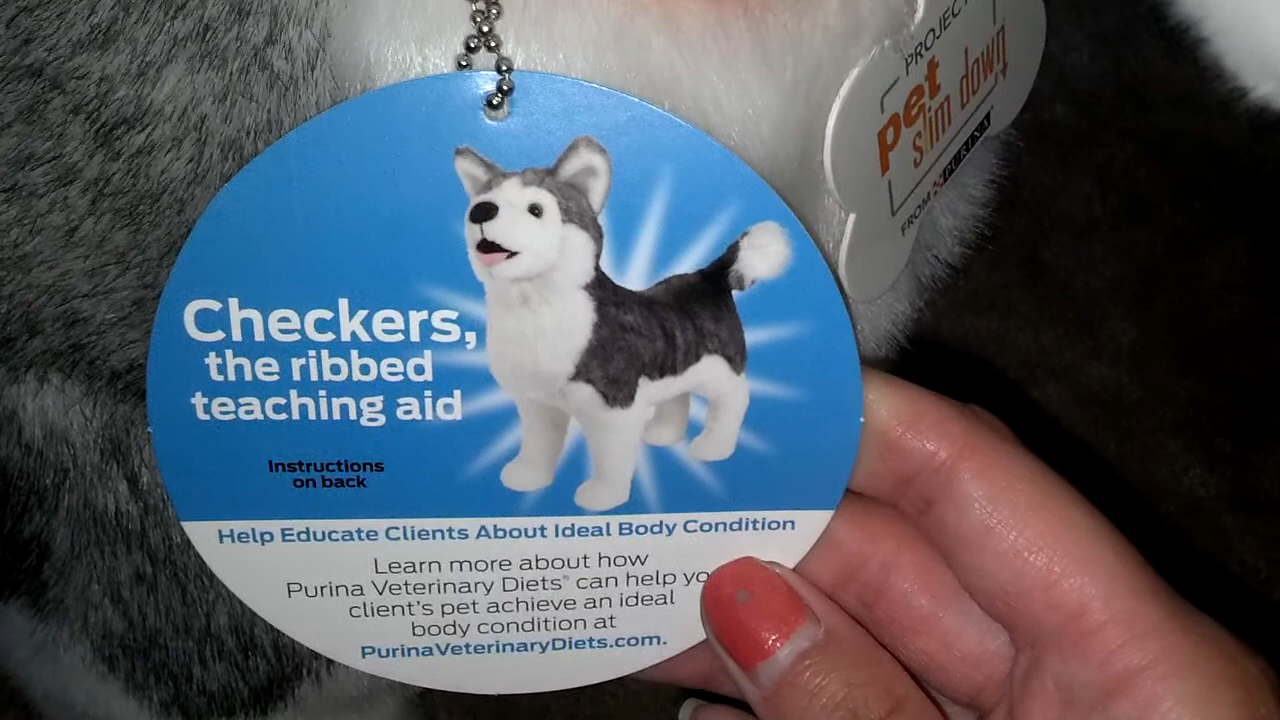 Checkers,
the ribbed
teaching aid
Instructions
on back
Help Educate Clients About Ideal Body Condition
Learn more about how
Purina Veterinary Diets® can help yo
client's pet achieve an ideal
body condition at
PurinaVeterinaryDiets.com.
PROJECT
pet
slim down
FROM PURINA